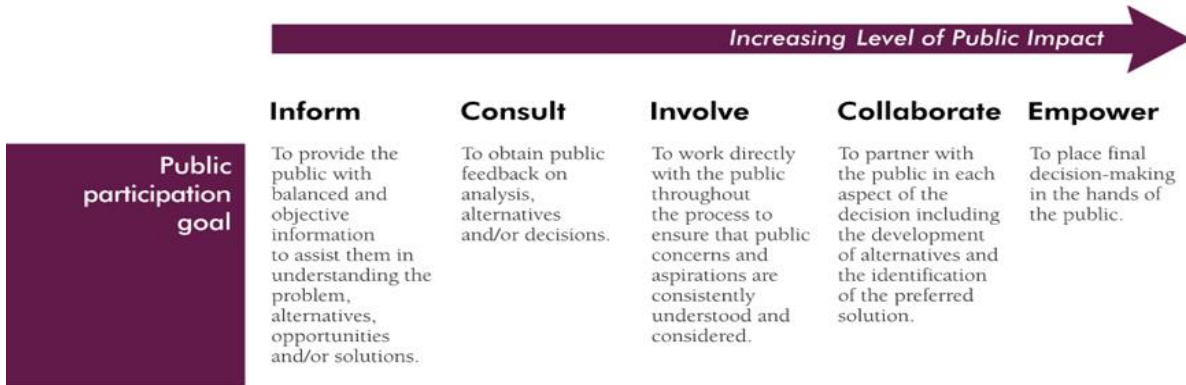 Increasing Level of Public Impact
Inform
Consult
Involve
Collaborate
Empower
Public
participation
goal
To provide the
public with
balanced and
objective
information
to assist them in
understanding the
problem,
alternatives,
opportunities
and/or solutions.
To obtain public
feedback on
analysis,
alternatives
and/or decisions.
To work directly
with the public
throughout
the process to
ensure that public
concerns and
aspirations are
consistently
understood and
considered.
To partner with
the public in each
aspect of the
decision including
the development
of alternatives and
the identification
of the preferred
solution.
To place final
decision-making
in the hands of
the public.